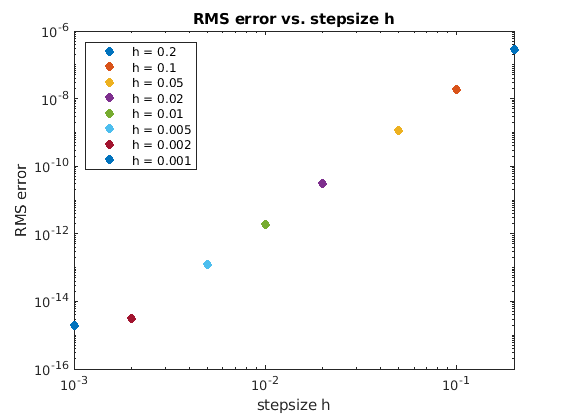 RMS error vs. stepsize h
10^-6
10^-8
10^-10
10^-12
10^-14
10^-16
RMS error
h = 0.2
h = 0.1
h = 0.05
h = 0.02
h = 0.01
h = 0.005
h = 0.002
h = 0.001
10^-3
10^-2
10^-1
stepsize h